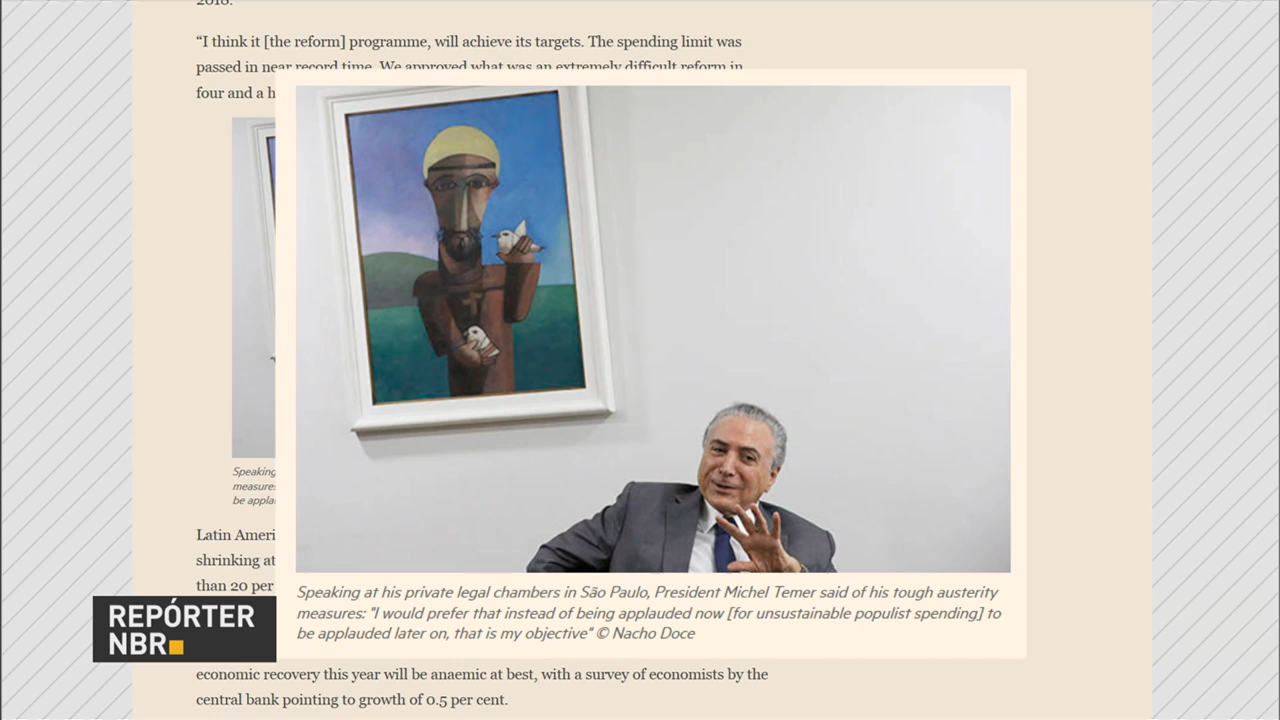 2018.
“I think it [the reform] programme, will achieve its targets. The spending limit was
passed in near record time. We approved what was an extremely difficult reform in
four and a h
Speaking
measure
be appla
Speaking at his private legal chambers in São Paulo, President Michel Temer said of his tough austerity
measures: "I would prefer that instead of being applauded now [for unsustainable populist spending] to
be applauded later on, that is my objective" © Nacho Doce
Latin Ameri
shrinking at
than 20 per
REPÓRTER
NBR
economic recovery this year will be anaemic at best, with a survey of economists by the
central bank pointing to growth of 0.5 per cent.